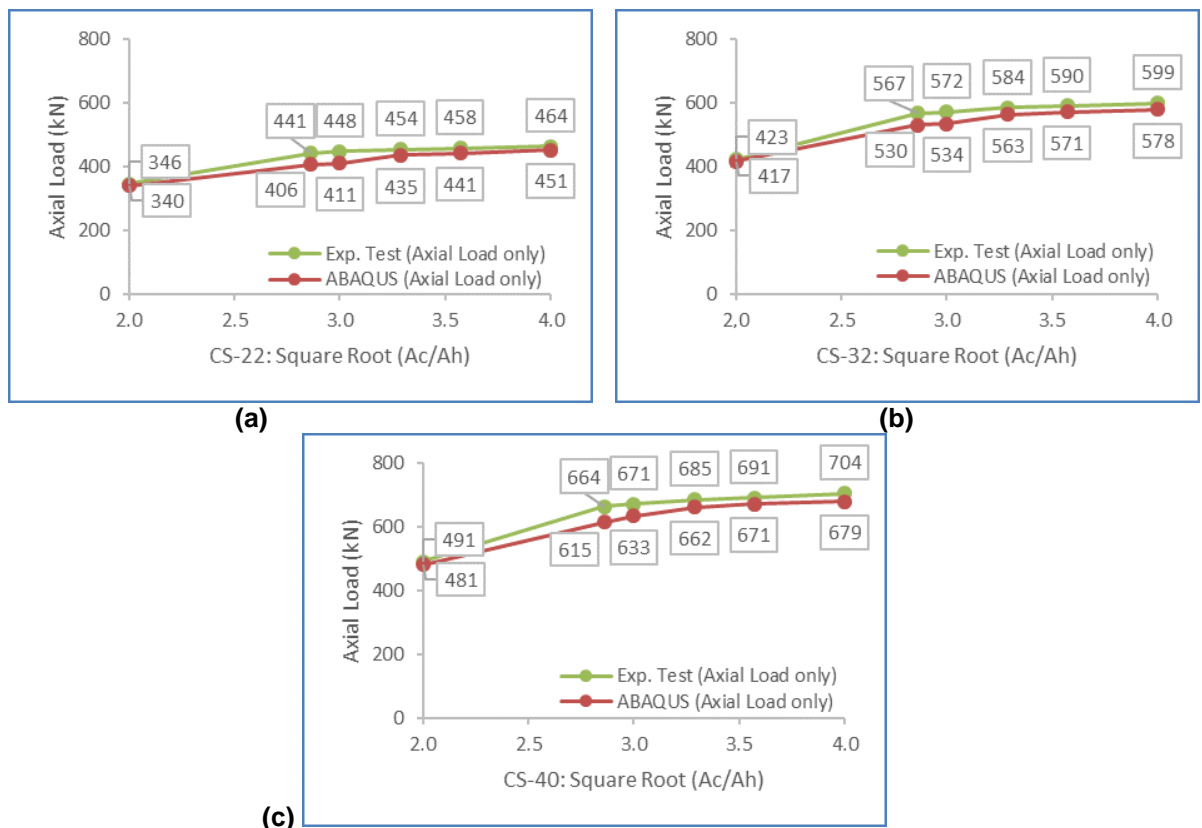 Axial Load (kN)
800
600
400
200
0
346
340
441
448
454
458
464
406
411
435
441
451
Exp. Test (Axial Load only)
ABAQUS (Axial Load only)
2.0 2.5 3.0 3.5 4.0
CS-22: Square Root (Ac/Ah)
(a)
Axial Load (kN)
800
600
400
200
0
423
417
567
572
584
590
599
530
534
563
571
578
Exp. Test (Axial Load only)
ABAQUS (Axial Load only)
2.0 2.5 3.0 3.5 4.0
CS-32: Square Root (Ac/Ah)
(b)
Axial Load (kN)
800
600
400
200
0
491
481
664
671
685
691
704
615
633
662
671
679
Exp. Test (Axial Load only)
ABAQUS (Axial Load only)
2.0 2.5 3.0 3.5 4.0
CS-40: Square Root (Ac/Ah)
(c)